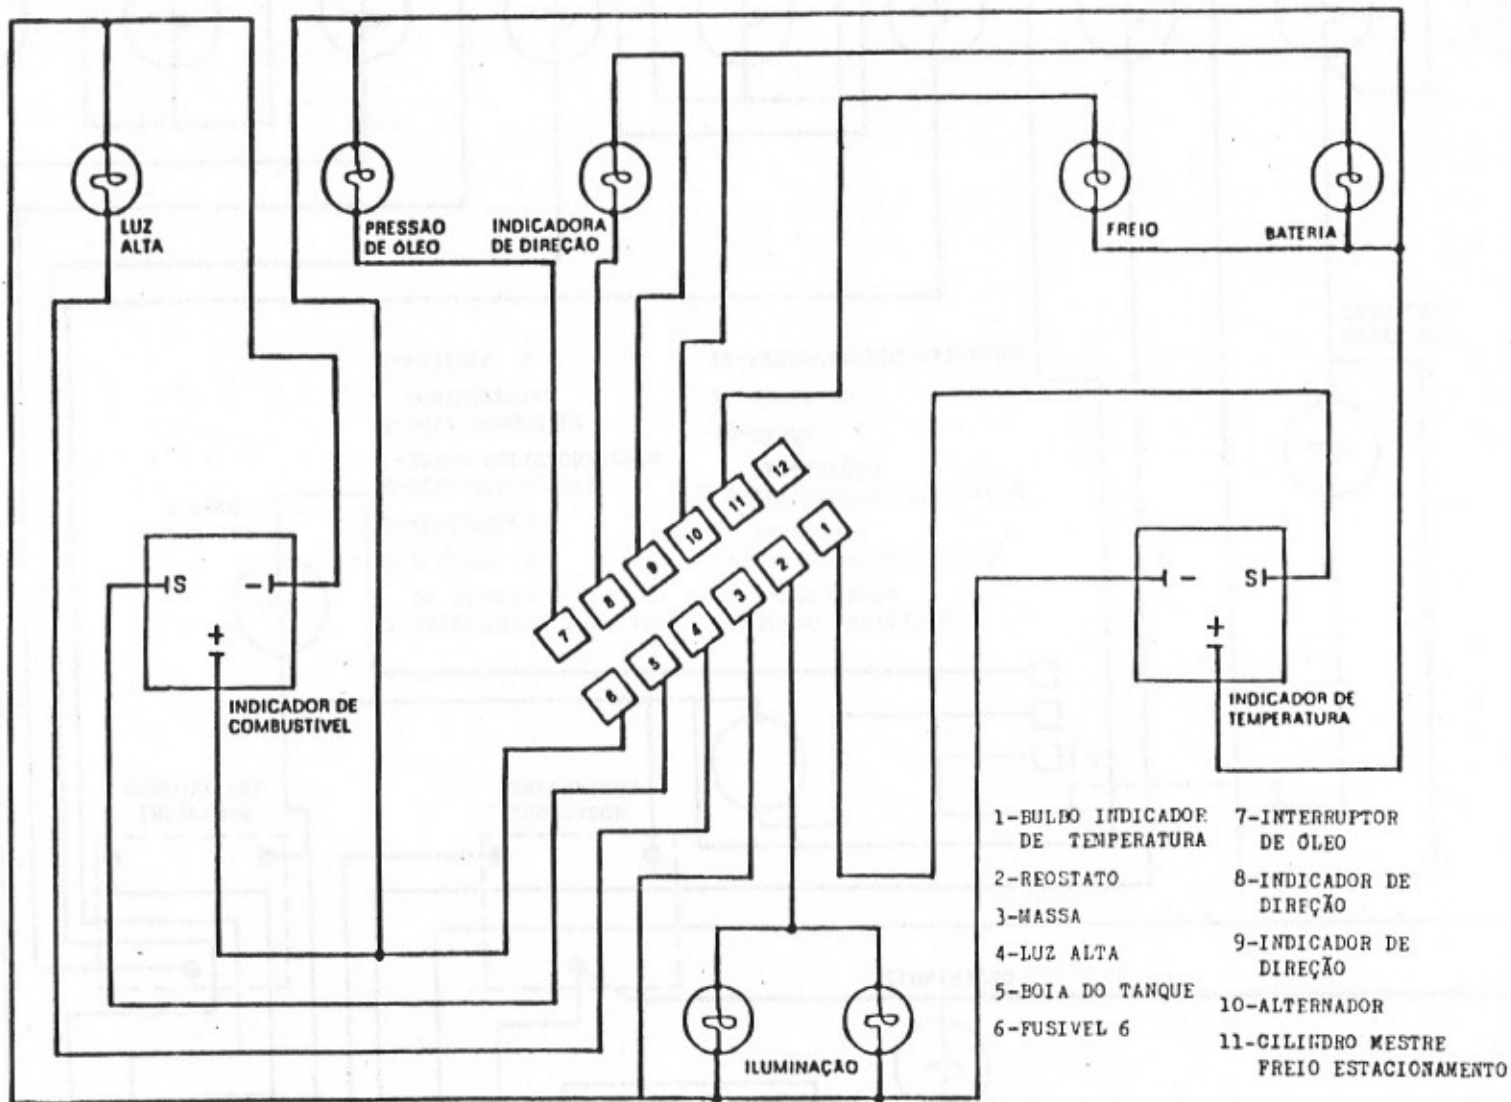 LUZ
ALTA
PRESSÃO
DE ÓLEO
INDICADORA
DE DIREÇÃO
FREIO
BATERIA
12
11
10
9
8
7
1
2
3
4
5
6
S
-
+
INDICADOR DE
COMBUSTIVEL
-
S
+
INDICADOR DE
TEMPERATURA
1-BULBO INDICADOR
DE TEMPERATURA
2-REOSTATO
3-MASSA
4-LUZ ALTA
5-BOIA DO TANQUE
6-FUSIVEL 6
7-INTERRUPTOR
DE ÓLEO
8-INDICADOR DE
DIREÇÃO
9-INDICADOR DE
DIREÇÃO
10-ALTERNADOR
11-CILINDRO MESTRE
FREIO ESTACIONAMENTO
ILUMINAÇÃO